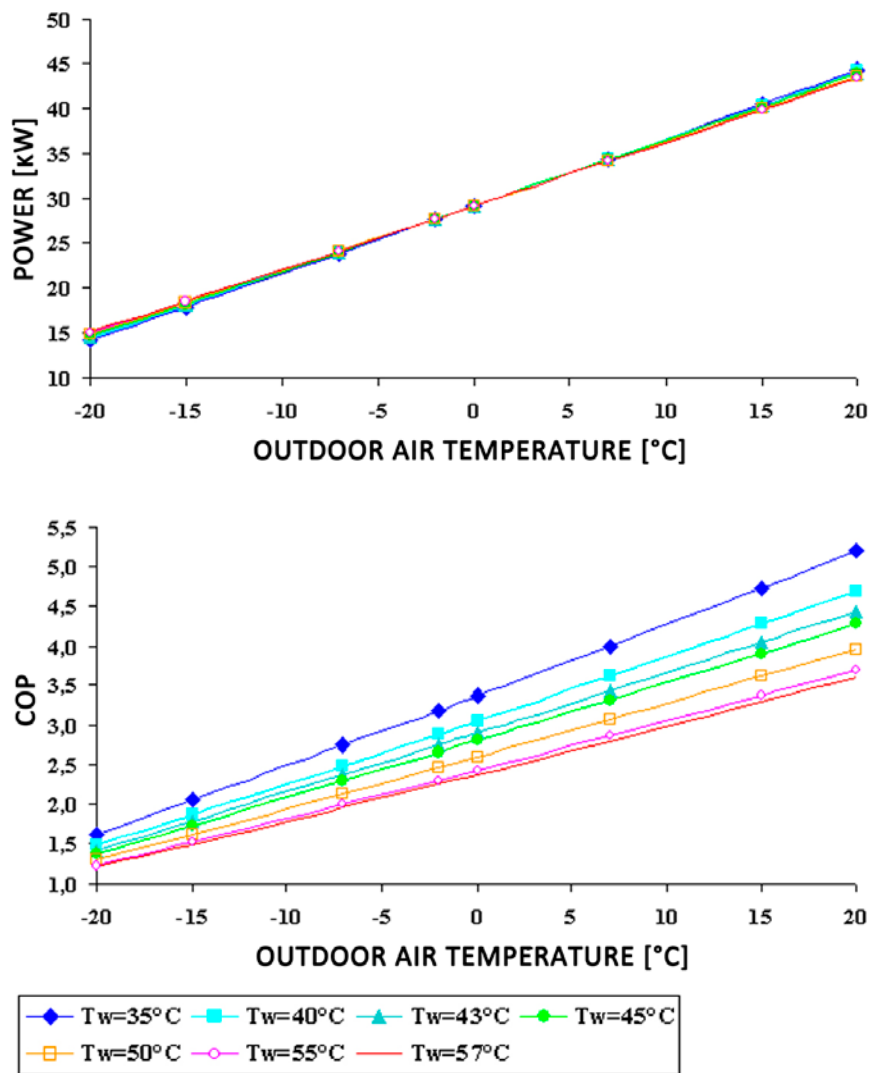 50
45
40
35
30
25
20
15
10
POWER [кW]
-20 -15 -10 -5 0 5 10 15 20
OUTDOOR AIR TEMPERATURE [°C]
5,5
5,0
4,5
4,0
3,5
3,0
2,5
2,0
1,5
1,0
COP
-20 -15 -10 -5 0 5 10 15 20
OUTDOOR AIR TEMPERATURE [°C]
Tw=35°C Tw=40°C Tw=43°C Tw=45°C
Tw=50°C Tw=55°C Tw=57°C